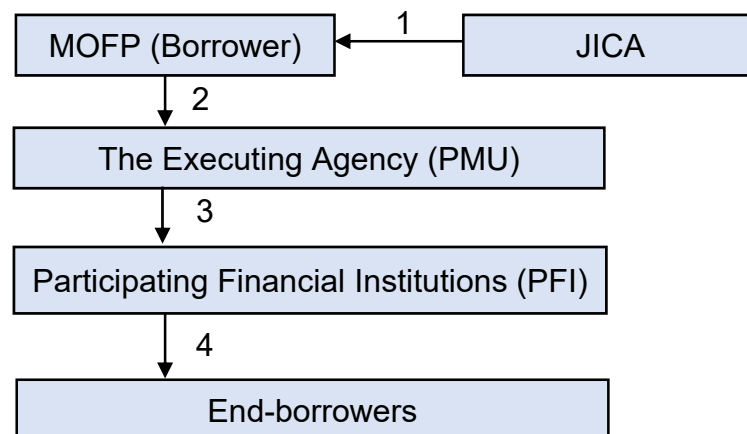 MOFP (Borrower)
1
JICA
2
The Executing Agency (PMU)
3
Participating Financial Institutions (PFI)
4
End-borrowers